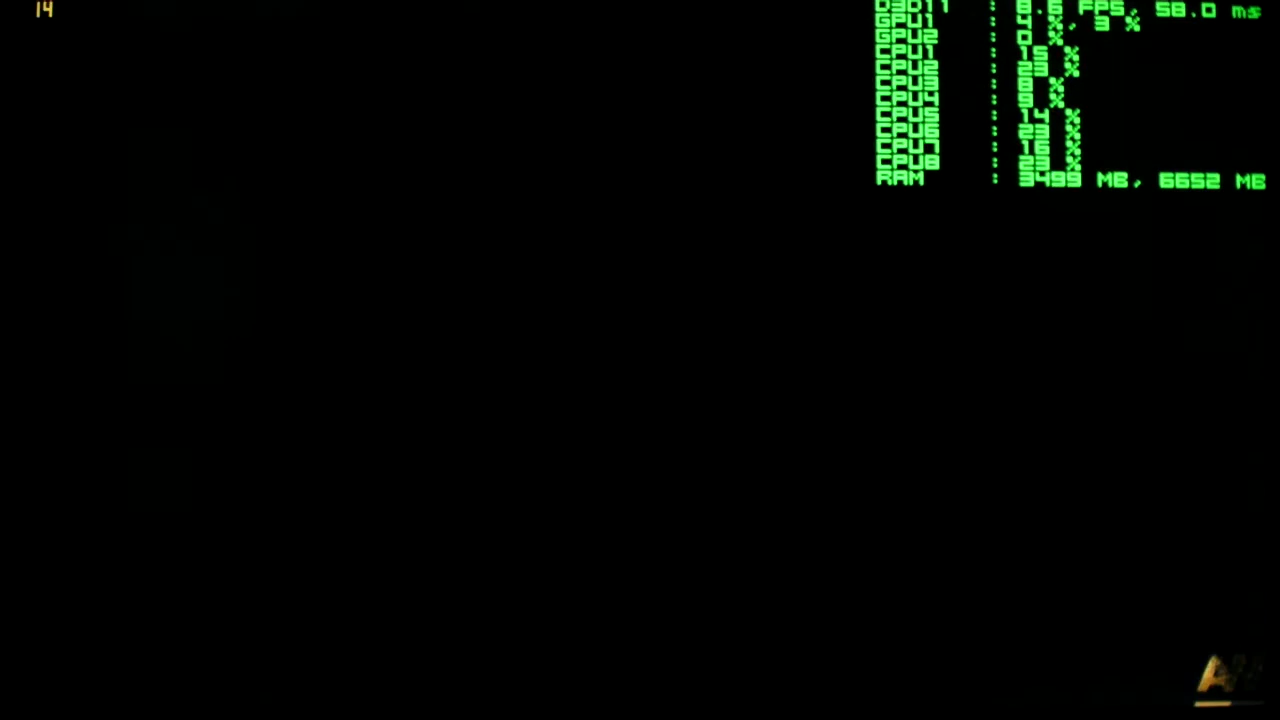 14
D3D11 : 8.6 FPS, 58.0 ms
GPU1 : 4 %, 3 %
GPU2 : 0 %
CPU1 : 15 %
CPU2 : 23 %
CPU3 : 8 %
CPU4 : 9 %
CPU5 : 14 %
CPU6 : 23 %
CPU7 : 16 %
CPU8 : 23 %
RAM : 3499 MB, 6652 MB